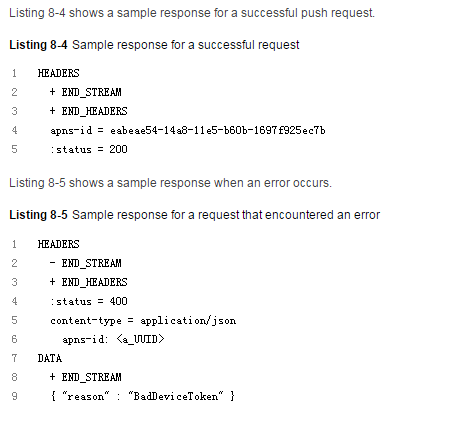 Listing 8-4 shows a sample response for a successful push request.
Listing 8-4 Sample response for a successful request
1 HEADERS
2 + END_STREAM
3 + END_HEADERS
4 apns-id = eabeae54-14a8-11e5-b60b-1697f925ec7b
5 :status = 200
Listing 8-5 shows a sample response when an error occurs.
Listing 8-5 Sample response for a request that encountered an error
1 HEADERS
2 - END_STREAM
3 + END_HEADERS
4 :status = 400
5 content-type = application/json
6 apns-id: <a_UUID>
7 DATA
8 + END_STREAM
9 { "reason" : "BadDeviceToken" }